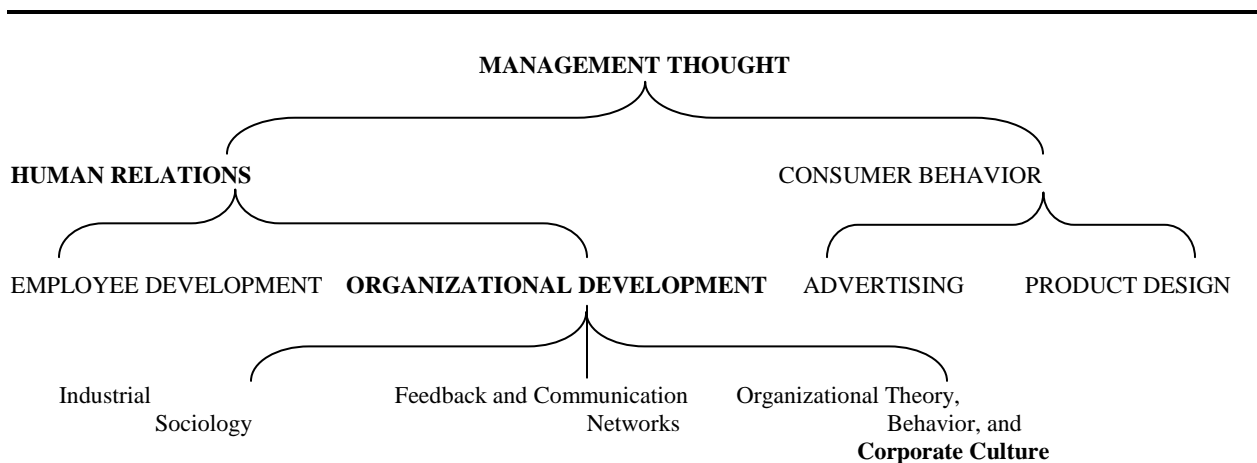 MANAGEMENT THOUGHT
HUMAN RELATIONS CONSUMER BEHAVIOR
EMPLOYEE DEVELOPMENT ORGANIZATIONAL DEVELOPMENT ADVERTISING PRODUCT DESIGN
Industrial Feedback and Communication Organizational Theory,
Sociology Networks Behavior, and
Corporate Culture